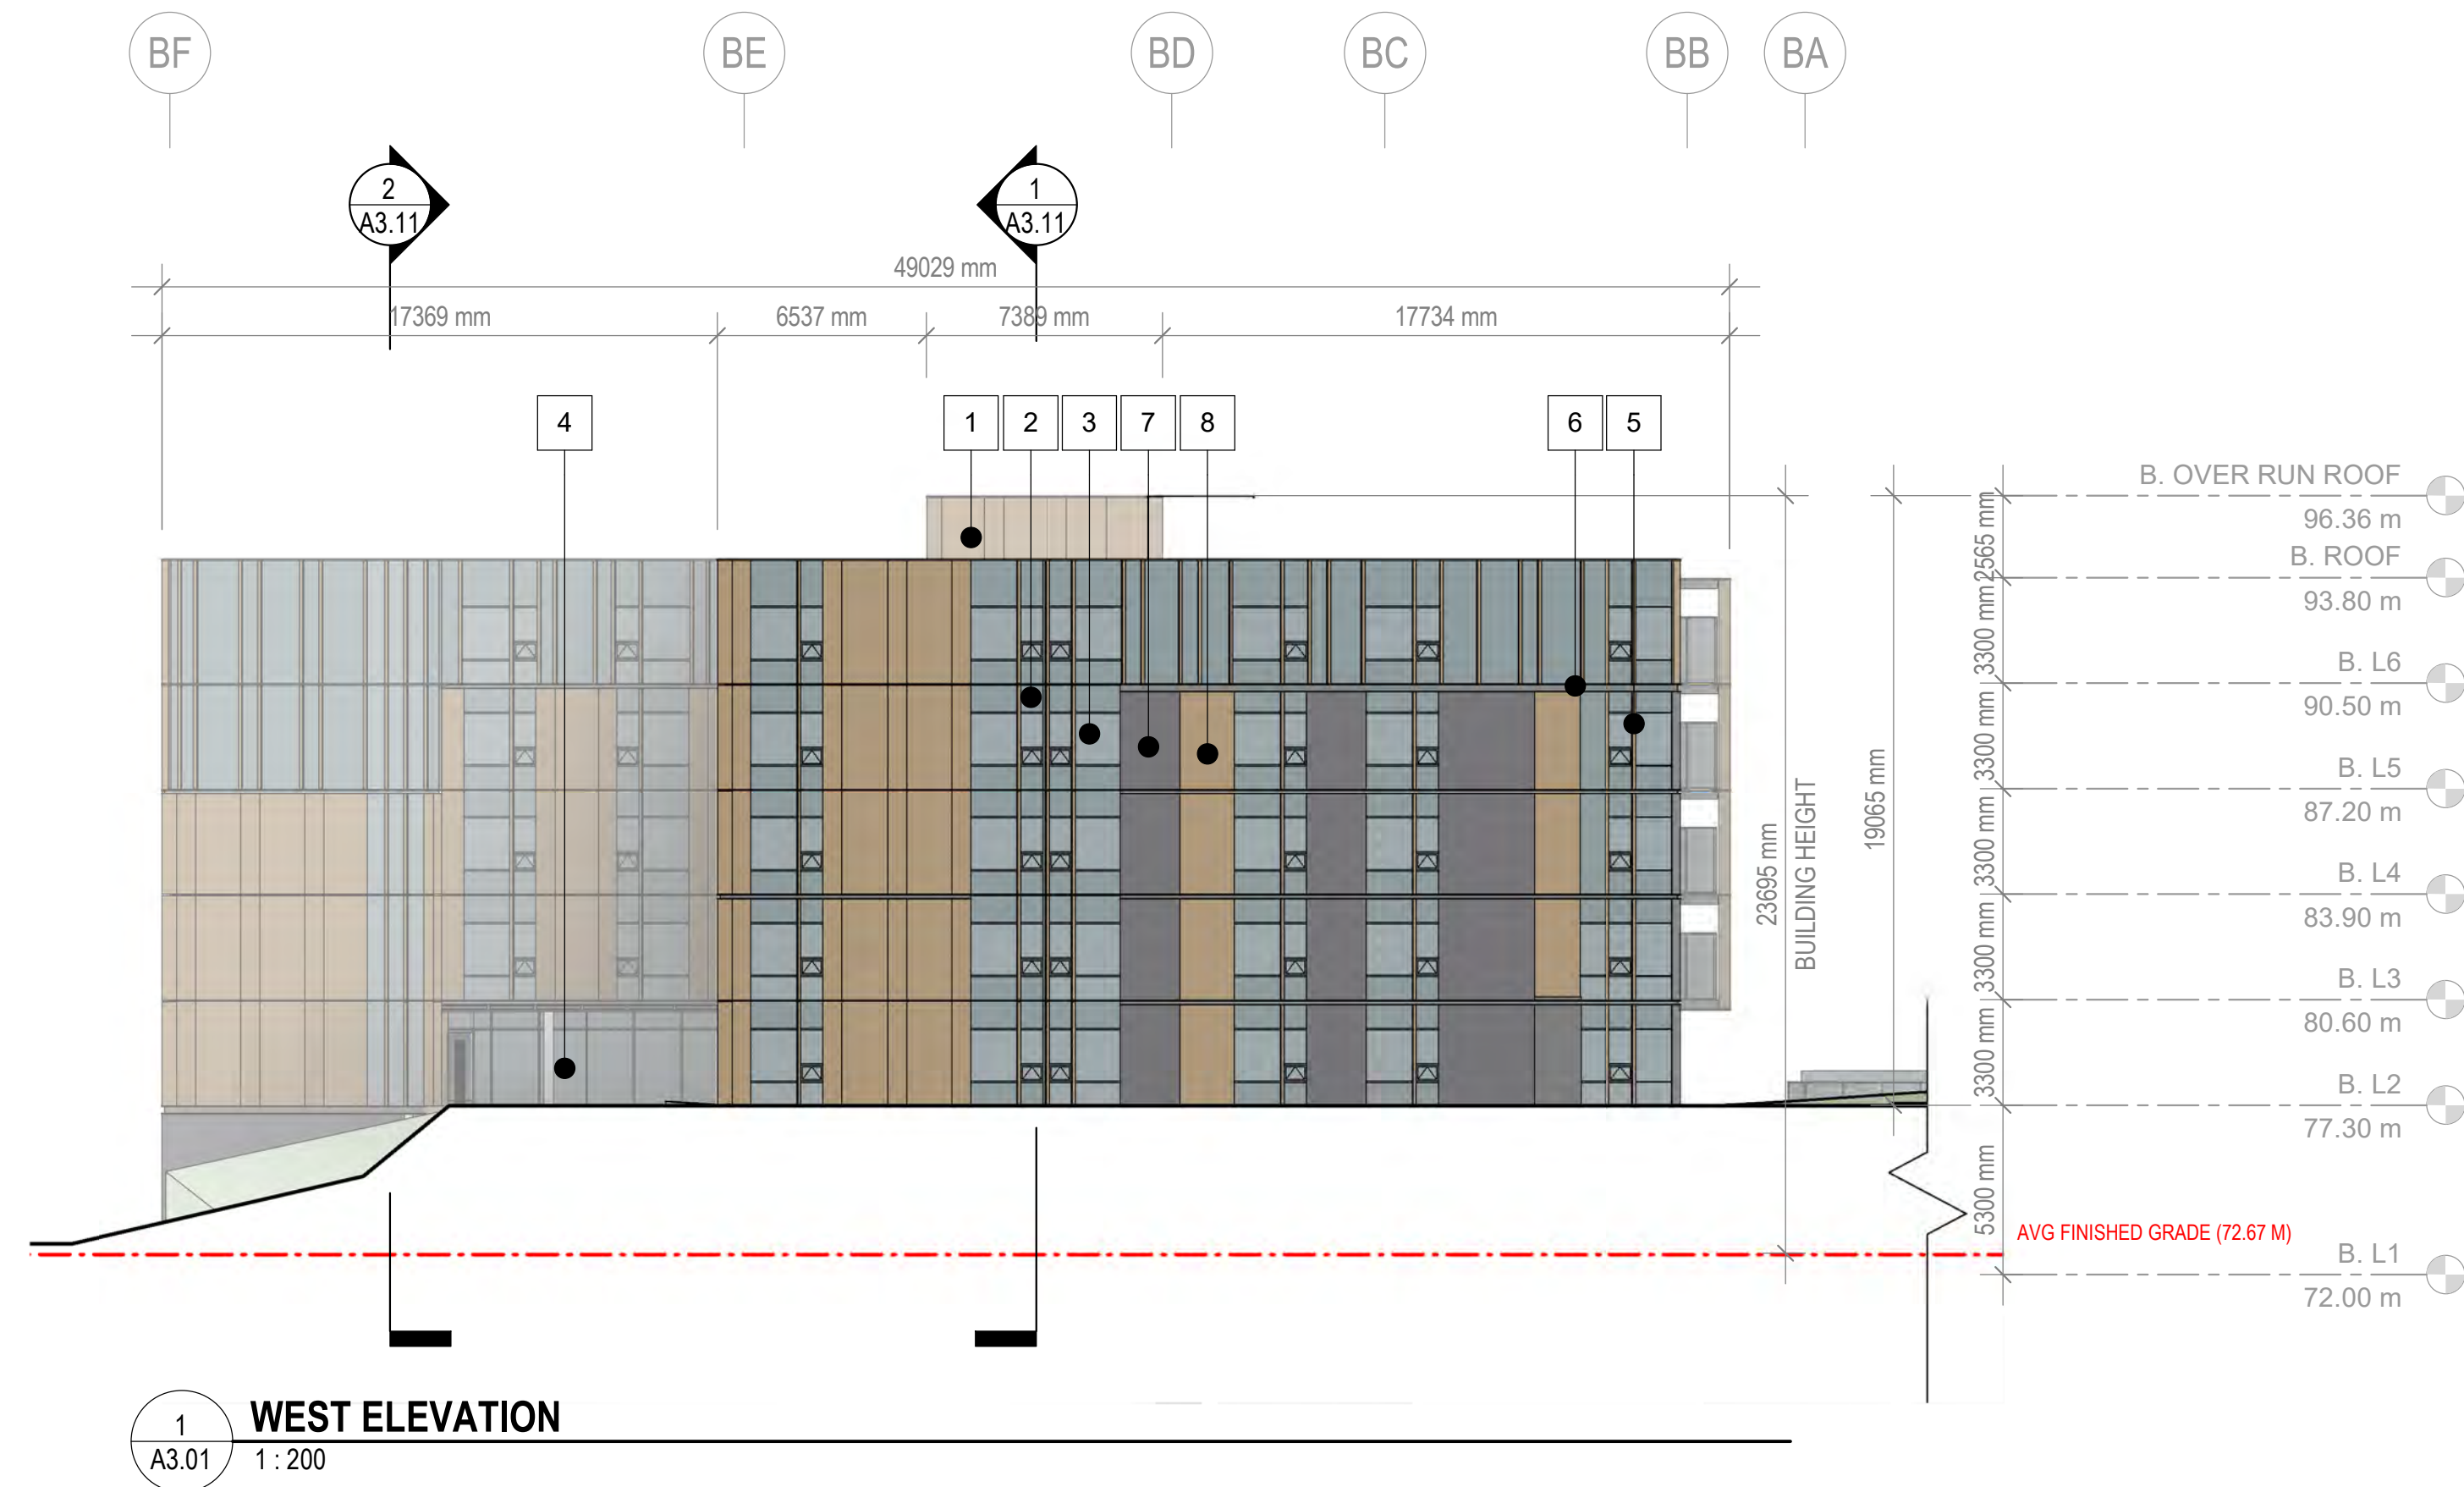 BF BE BD BC BB BA
2
A3.11
1
A3.11
49029 mm
17369 mm 6537 mm 7389 mm 17734 mm
4 1 2 3 7 8 6 5
B. OVER RUN ROOF
96.36 m
B. ROOF
93.80 m
B. L6
90.50 m
B. L5
87.20 m
B. L4
83.90 m
B. L3
80.60 m
B. L2
77.30 m
B. L1
72.00 m
2565 mm
3300 mm
3300 mm
3300 mm
3300 mm
3300 mm
5300 mm
19065 mm
23695 mm
BUILDING HEIGHT
AVG FINISHED GRADE (72.67 M)
1
A3.01
WEST ELEVATION
1 : 200